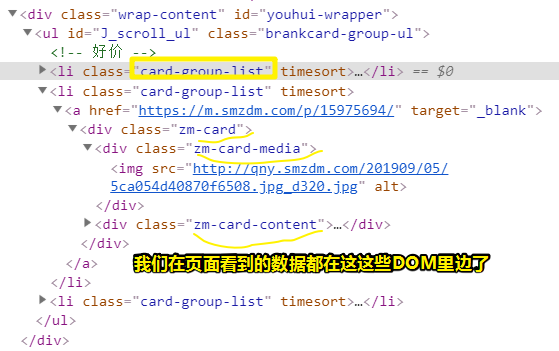 ▼<div class="wrap-content" id="youhui-wrapper">
▼<ul id="J_scroll_ul" class="brankcard-group-ul">
<!-- 好价 -->
▶<li class="card-group-list" timesort>…</li> == $0
▼<li class="card-group-list" timesort>
▼<a href="https://m.smzdm.com/p/15975694/" target="_blank">
▼<div class="zm-card">
▼<div class="zm-card-media">
<img src="http://qny.smzdm.com/201909/05/
5ca054d40870f6508.jpg_d320.jpg" alt>
</div>
▶<div class="zm-card-content">…</div>
</div>
</a>
我们在页面看到的数据都在这这些DOM里边了
</li>
▶<li class="card-group-list" timesort>…</li>
</ul>
</div>